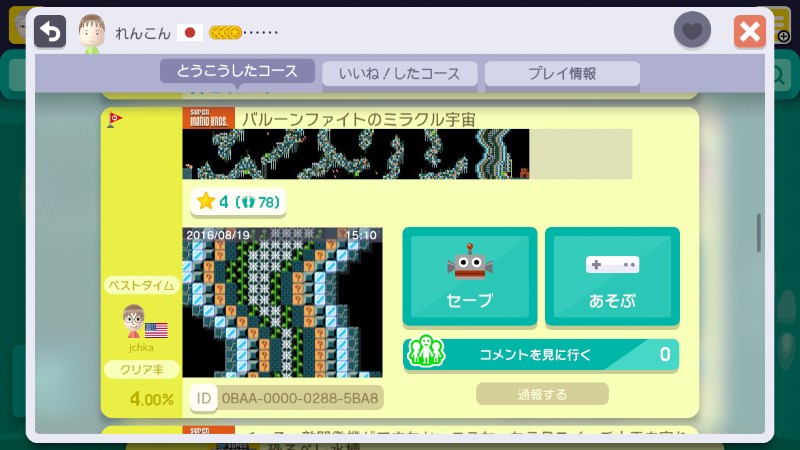 れんこん
とうこうしたコース
いいね！したコース
プレイ情報
SUPER
MARIO BROS.
バルーンファイトのミラクル宇宙
4 ( 78)
2016/08/19 15:10
ベストタイム
jchka
クリア率
4.00%
セーブ
あそぶ
コメントを見に行く 0
ID 0BAA-0000-0288-5BA8
通報する
SUPER